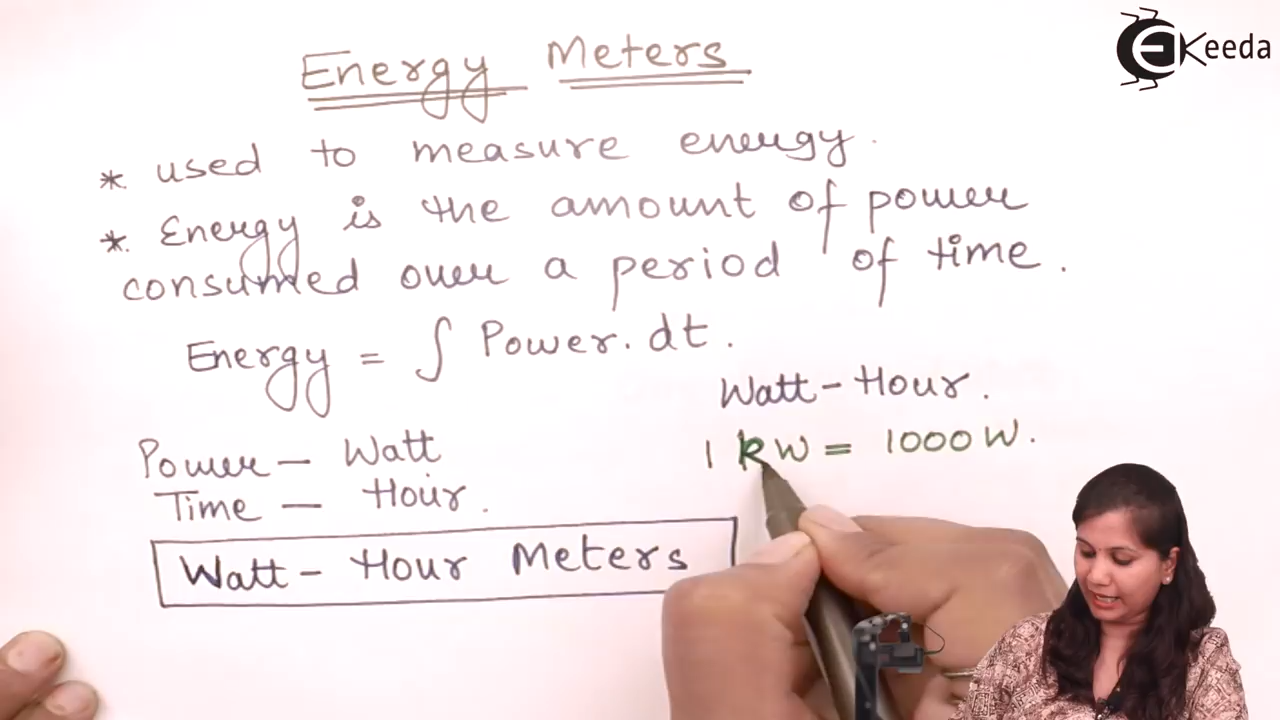 Energy Meters
EKeeda
* used to measure energy.
* Energy is the amount of power
consumed over a period of time.
Energy = ∫ Power. dt.
Watt - Hour.
1 kW = 1000 W.
Power - Watt
Time - Hour.
Watt - Hour Meters